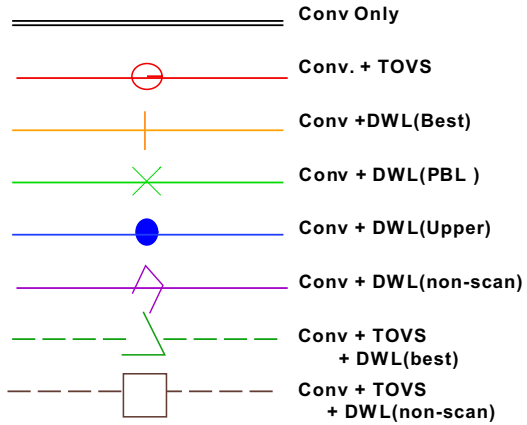 Conv Only
Conv. + TOVS
Conv +DWL(Best)
Conv + DWL(PBL )
Conv + DWL(Upper)
Conv + DWL(non-scan)
Conv + TOVS
+ DWL(best)
Conv + TOVS
+ DWL(non-scan)